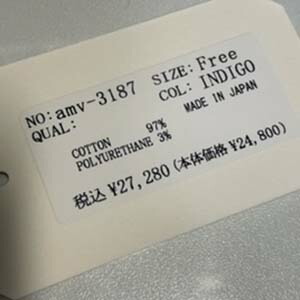 NO: amv-3187 SIZE: Free
QUAL: COL: INDIGO
MADE IN JAPAN
COTTON 97%
POLYURETHANE 3%
税込 ¥27,280(本体価格 ¥24,800)